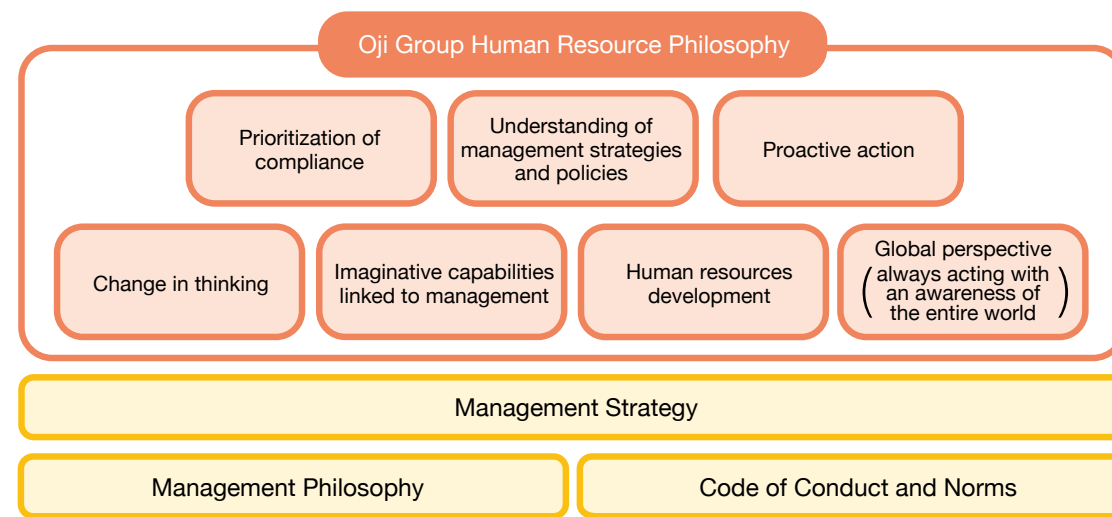 Oji Group Human Resource Philosophy
Prioritization of
compliance
Understanding of
management strategies
and policies
Proactive action
Change in thinking
Imaginative capabilities
linked to management
Human resources
development
Global perspective
(always acting with
an awareness of
the entire world)
Management Strategy
Management Philosophy
Code of Conduct and Norms